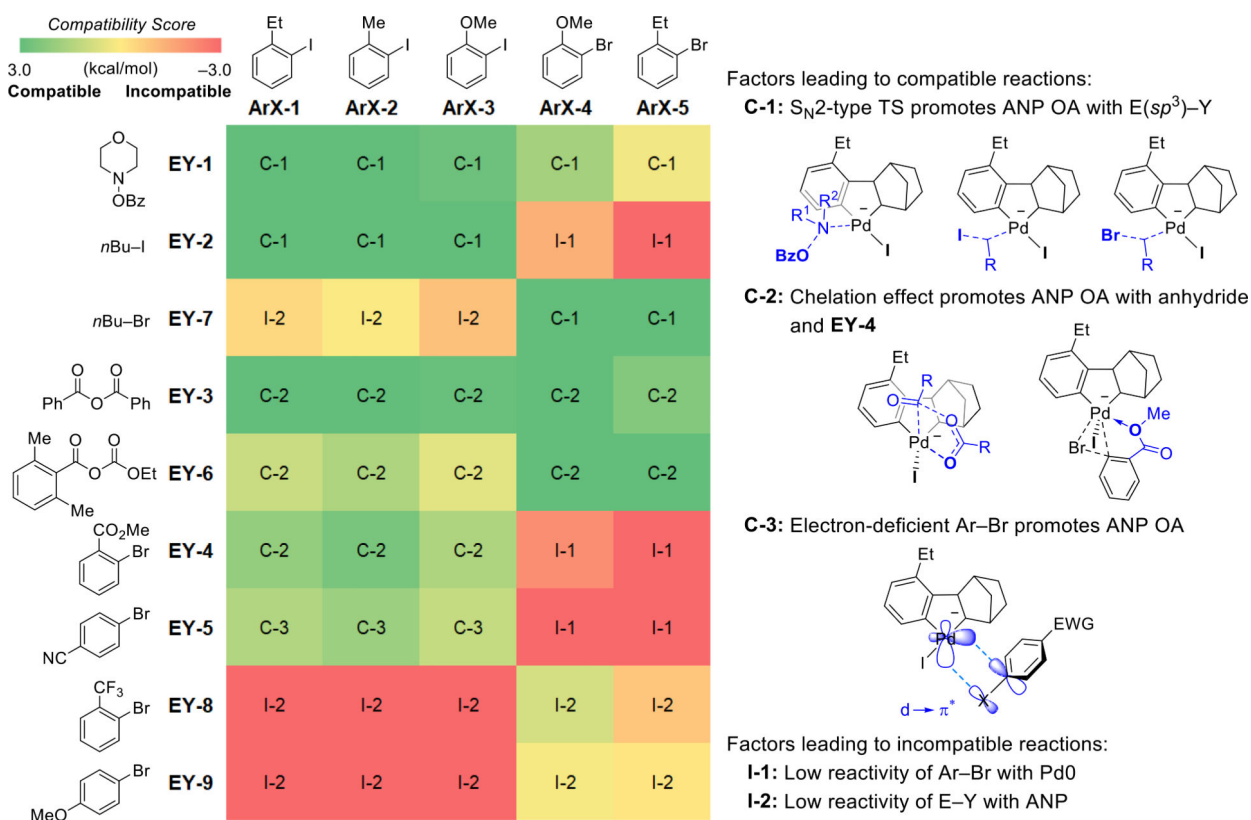 Compatibility Score
3.0 (kcal/mol) −3.0
Compatible Incompatible
Et
I
ArX-1
Me
I
ArX-2
OMe
I
ArX-3
OMe
Br
ArX-4
Et
Br
ArX-5
O
N
OBz
EY-1 C-1 C-1 C-1 C-1 C-1
nBu–I EY-2 C-1 C-1 C-1 I-1 I-1
nBu–Br EY-7 I-2 I-2 I-2 C-1 C-1
O O
Ph O Ph
EY-3 C-2 C-2 C-2 C-2 C-2
Me O O
O OEt
Me
EY-6 C-2 C-2 C-2 C-2 C-2
CO2Me
Br
EY-4 C-2 C-2 C-2 I-1 I-1
Br
NC
EY-5 C-3 C-3 C-3 I-1 I-1
CF3
Br
EY-8 I-2 I-2 I-2 I-2 I-2
Br
MeO
EY-9 I-2 I-2 I-2 I-2 I-2
Factors leading to compatible reactions:
C-1: SN2-type TS promotes ANP OA with E(sp3)–Y
Et
R1 R2
N
Pd
−
BzO
I
Et
I
Pd
−
R
I
Et
Br
Pd
−
R
I
C-2: Chelation effect promotes ANP OA with anhydride
and EY-4
Et
R
O
O
Pd
−
O
R
I
Et
−
Pd
Me
O
I
Br
O
C-3: Electron-deficient Ar–Br promotes ANP OA
Et
−
Pd
I
EWG
X
d → π*
Factors leading to incompatible reactions:
I-1: Low reactivity of Ar–Br with Pd0
I-2: Low reactivity of E–Y with ANP